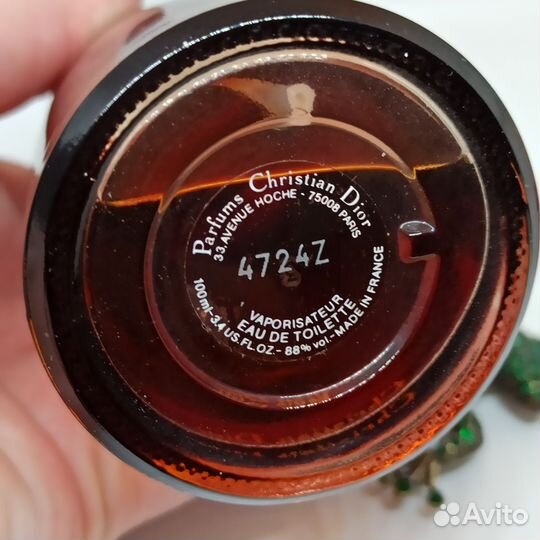 Parfums Christian Dior
33, AVENUE HOCHE - 75008 PARIS
4724Z
VAPORISATEUR
EAU DE TOILETTE
100ml-3.4 US.FL.OZ.- 88% vol.-MADE IN FRANCE
Avito